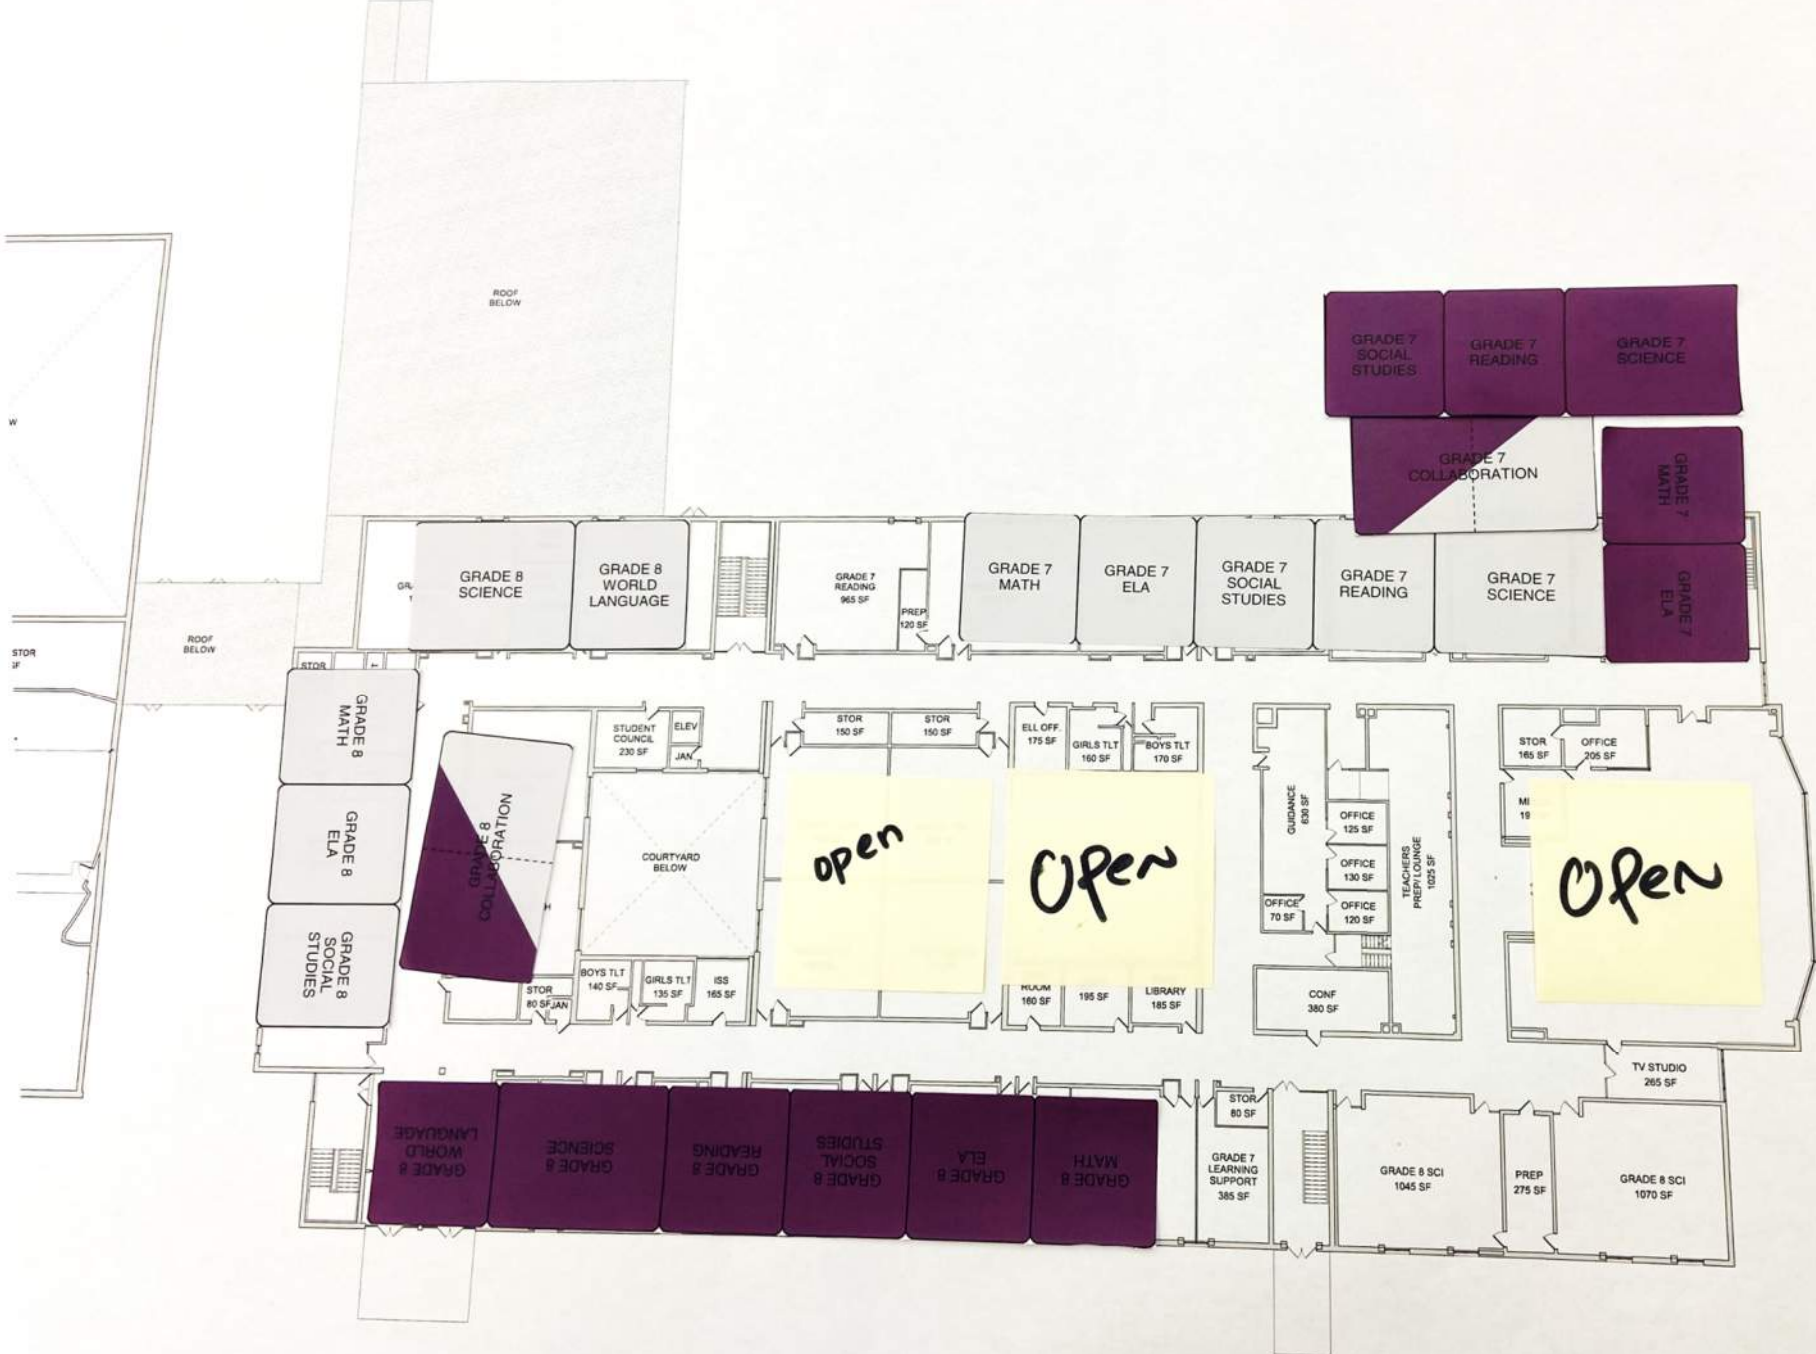 ROOF
BELOW
GRADE 7
SOCIAL
STUDIES
GRADE 7
READING
GRADE 7
SCIENCE
W
GRADE 7
COLLABORATION
GRADE 7
MATH
GRADE 7
ELA
GRADE 8
SCIENCE
GRADE 8
WORLD
LANGUAGE
GRADE 7
READING
965 SF
PREP
120 SF
GRADE 7
MATH
GRADE 7
ELA
GRADE 7
SOCIAL
STUDIES
GRADE 7
READING
GRADE 7
SCIENCE
ROOF
BELOW
STOR
STOR
GRADE 8
MATH
GRADE 8
ELA
GRADE 8
SOCIAL
STUDIES
GRADE 8
COLLABORATION
STUDENT
COUNCIL
230 SF
ELEV
JAN
STOR
150 SF
STOR
150 SF
ELL OFF.
175 SF
GIRLS TLT
160 SF
BOYS TLT
170 SF
COURTYARD
BELOW
open
OPEN
GUIDANCE
630 SF
OFFICE
125 SF
OFFICE
130 SF
OFFICE
120 SF
OFFICE
70 SF
TEACHERS
PREP/ LOUNGE
1025 SF
STOR
165 SF
OFFICE
205 SF
OPEN
STOR
80 SF
JAN
BOYS TLT
140 SF
GIRLS TLT
135 SF
ISS
165 SF
ROOM
160 SF
195 SF
LIBRARY
185 SF
CONF
380 SF
TV STUDIO
265 SF
GRADE 8
WORLD
LANGUAGE
GRADE 8
SCIENCE
GRADE 8
READING
GRADE 8
SOCIAL
STUDIES
GRADE 8
ELA
GRADE 8
MATH
STOR
80 SF
GRADE 7
LEARNING
SUPPORT
385 SF
GRADE 8 SCI
1045 SF
PREP
275 SF
GRADE 8 SCI
1070 SF